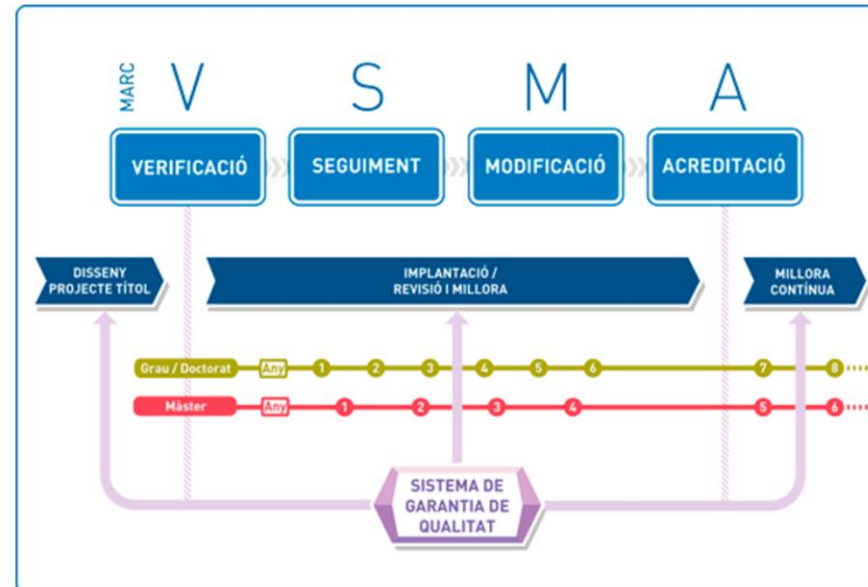 MARC
V
S
M
A
VERIFICACIÓ
SEGUIMENT
MODIFICACIÓ
ACREDITACIÓ
DISSENY
PROJECTE TÍTOL
IMPLANTACIÓ /
REVISIÓ I MILLORA
MILLORA
CONTÍNUA
Grau / Doctorat Any 1 2 3 4 5 6 7 8
Màster Any 1 2 3 4 5 6
SISTEMA DE
GARANTIA DE
QUALITAT